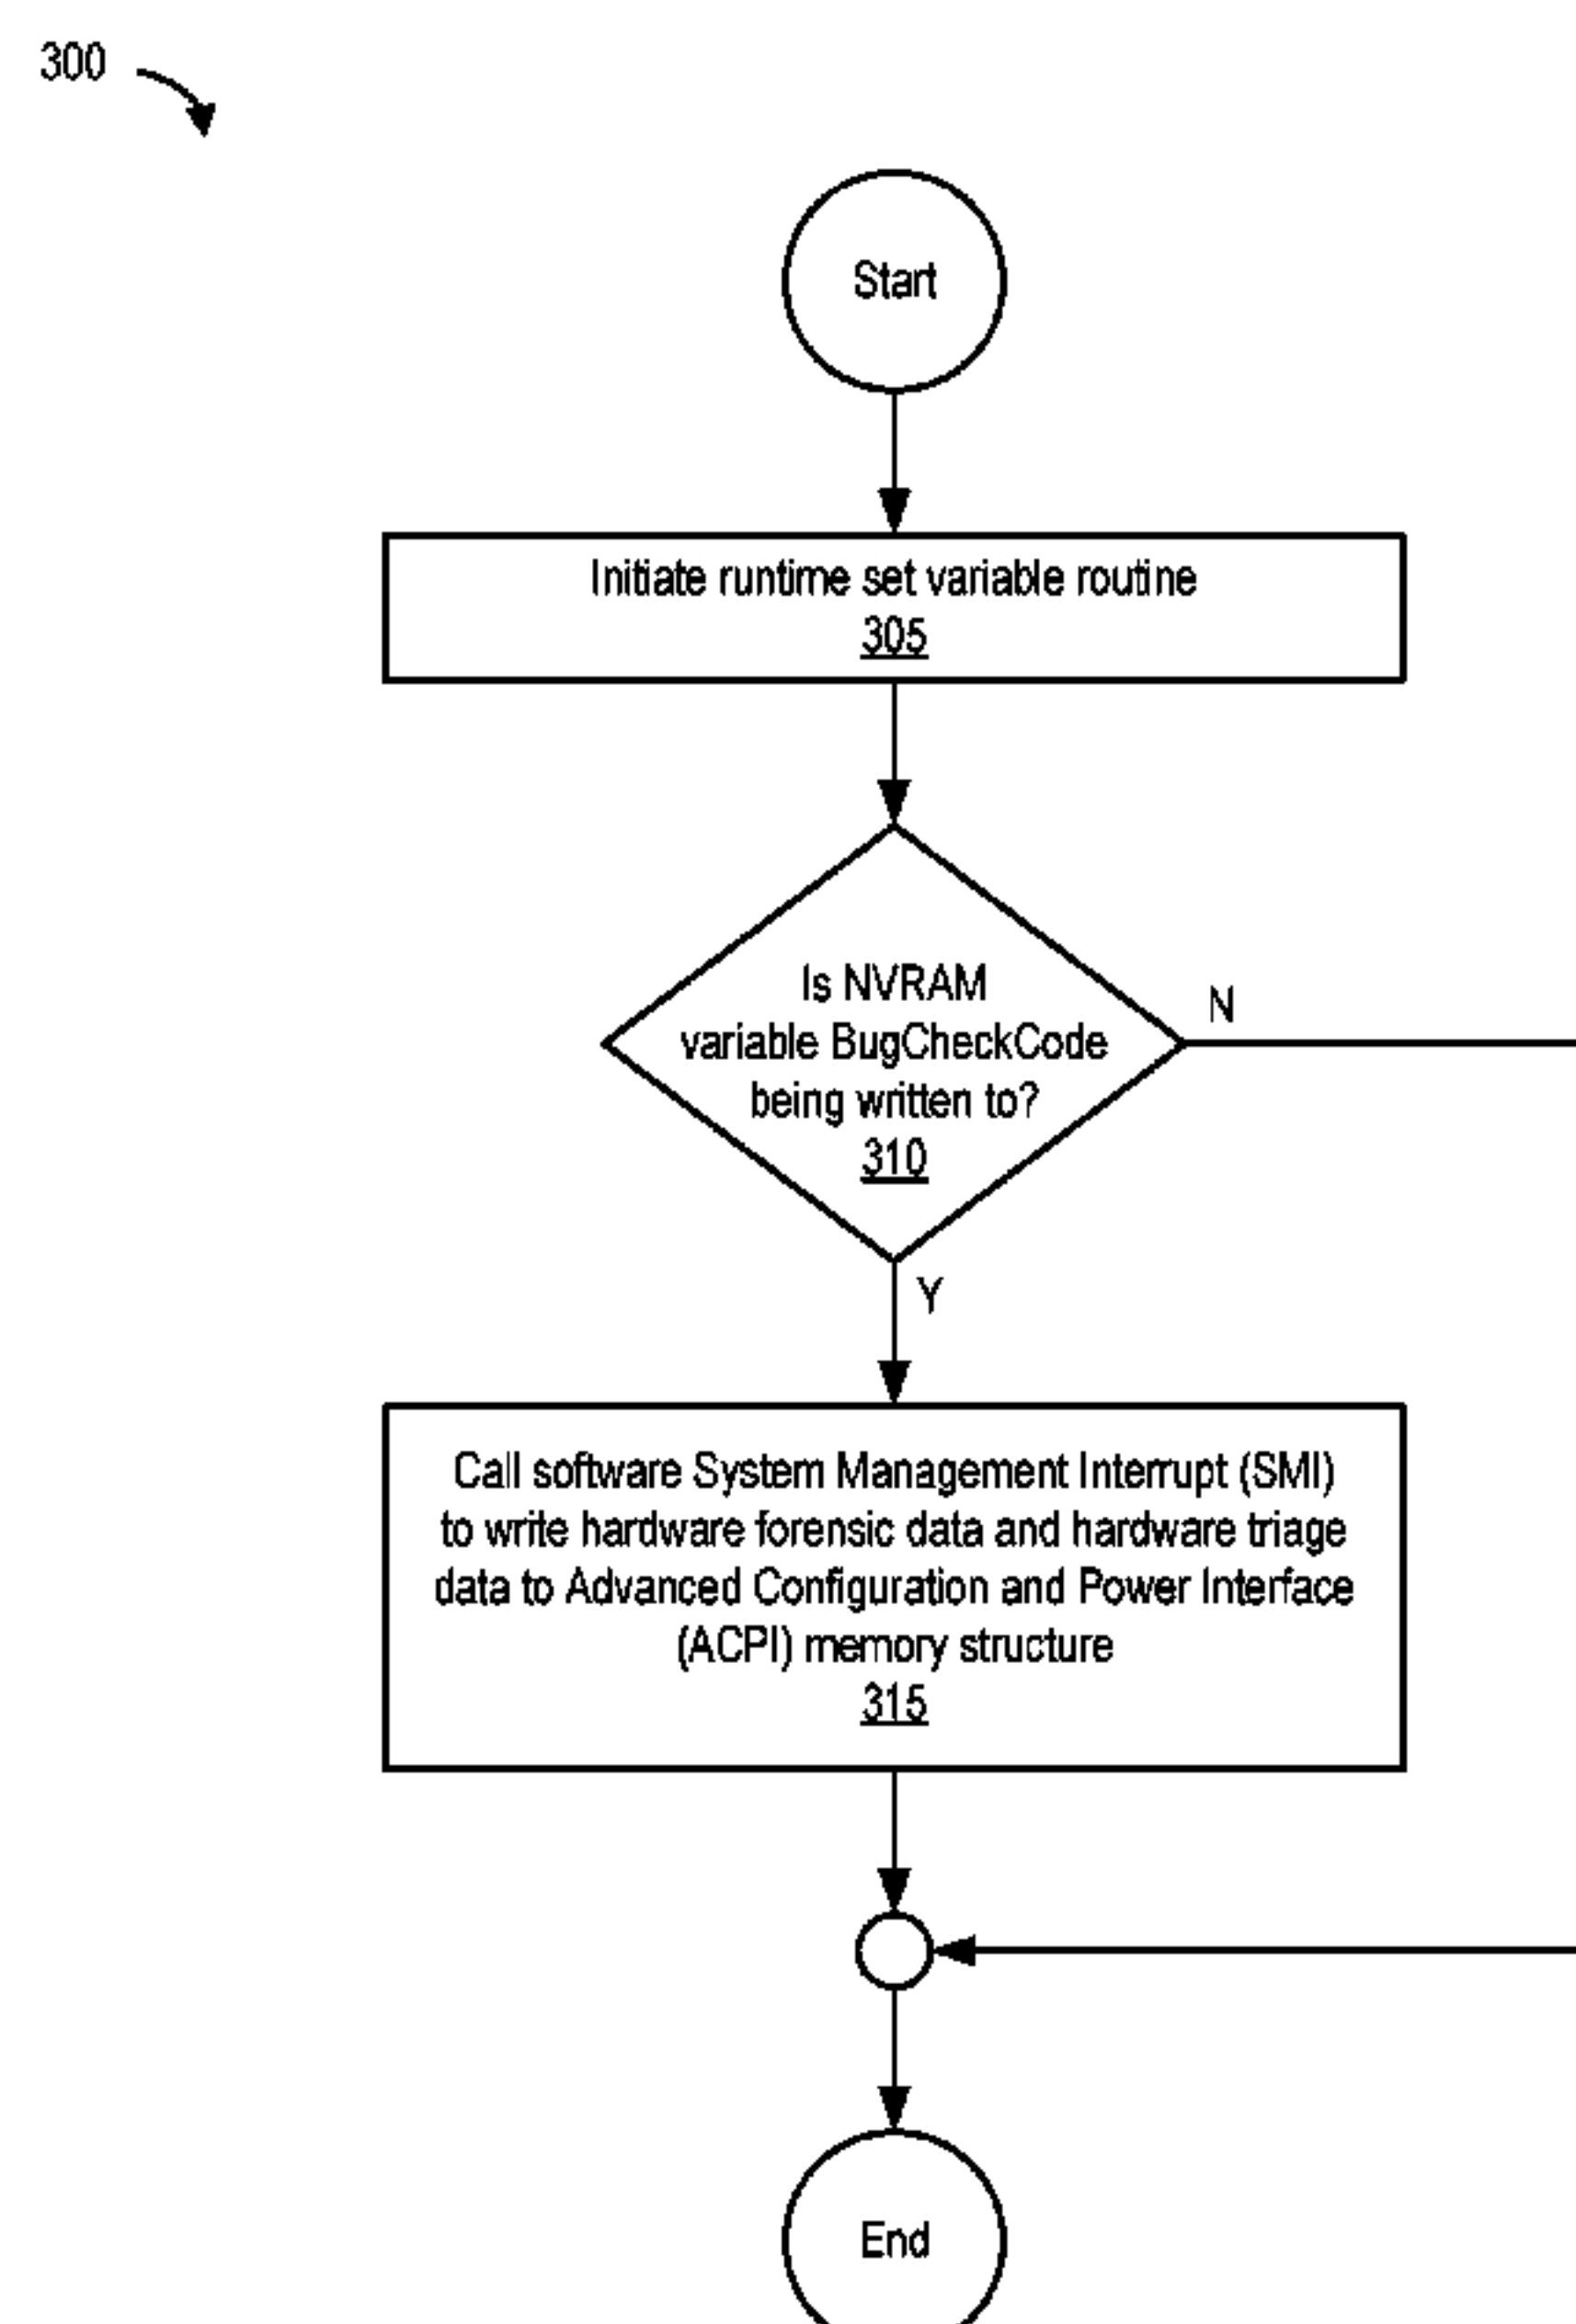 300
Start
Initiate runtime set variable routine
305
Is NVRAM
variable BugCheckCode
being written to?
310
N
Y
Call software System Management Interrupt (SMI)
to write hardware forensic data and hardware triage
data to Advanced Configuration and Power Interface
(ACPI) memory structure
315
End